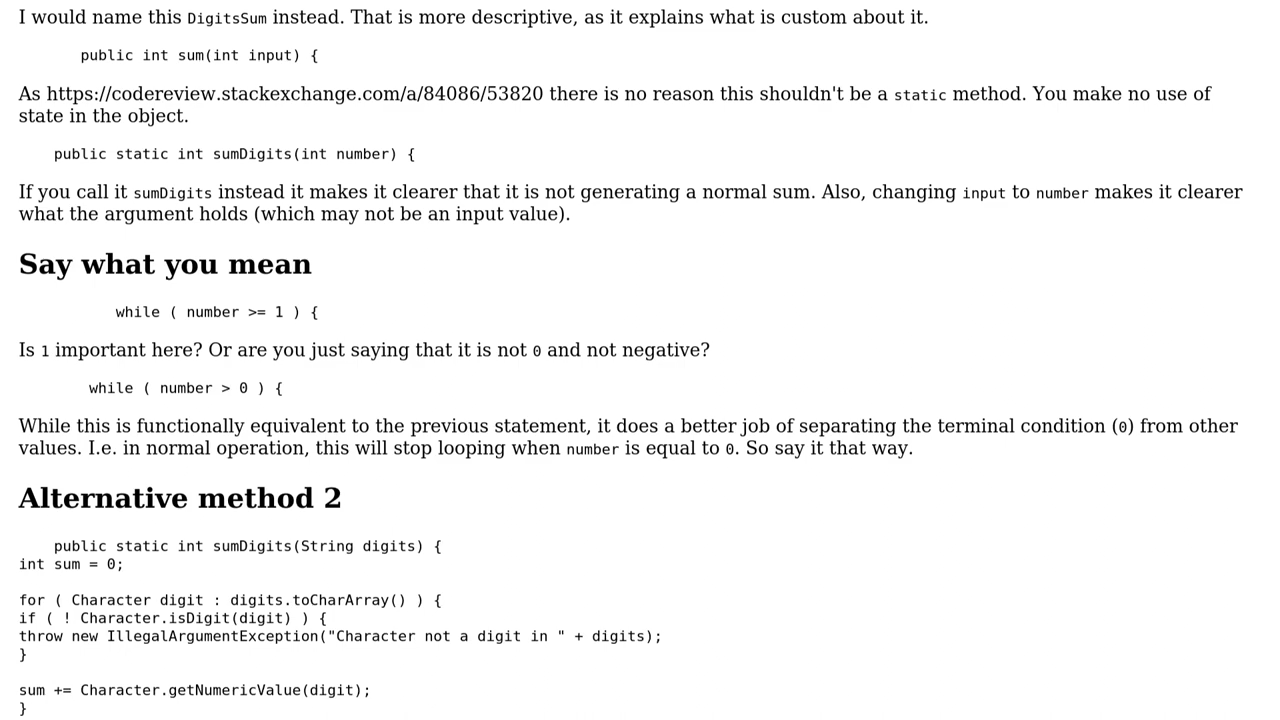 I would name this DigitsSum instead. That is more descriptive, as it explains what is custom about it.
public int sum(int input) {
As https://codereview.stackexchange.com/a/84086/53820 there is no reason this shouldn't be a static method. You make no use of
state in the object.
public static int sumDigits(int number) {
If you call it sumDigits instead it makes it clearer that it is not generating a normal sum. Also, changing input to number makes it clearer
what the argument holds (which may not be an input value).
Say what you mean
while ( number >= 1 ) {
Is 1 important here? Or are you just saying that it is not 0 and not negative?
while ( number > 0 ) {
While this is functionally equivalent to the previous statement, it does a better job of separating the terminal condition (0) from other
values. I.e. in normal operation, this will stop looping when number is equal to 0. So say it that way.
Alternative method 2
public static int sumDigits(String digits) {
int sum = 0;
for ( Character digit : digits.toCharArray() ) {
if ( ! Character.isDigit(digit) ) {
throw new IllegalArgumentException("Character not a digit in " + digits);
}
sum += Character.getNumericValue(digit);
}